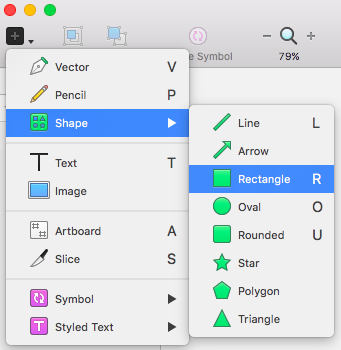 e Symbol
79%
Vector V
Pencil P
Shape
Text T
Image
Artboard A
Slice S
Symbol
Styled Text
Line L
Arrow
Rectangle R
Oval O
Rounded U
Star
Polygon
Triangle